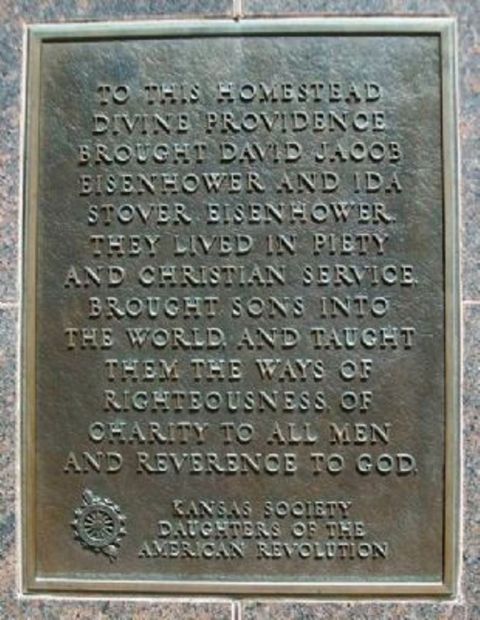 TO THIS HOMESTEAD
DIVINE PROVIDENCE
BROUGHT DAVID JACOB
EISENHOWER AND IDA
STOVER EISENHOWER.
THEY LIVED IN PIETY
AND CHRISTIAN SERVICE,
BROUGHT SONS INTO
THE WORLD, AND TAUGHT
THEM THE WAYS OF
RIGHTEOUSNESS, OF
CHARITY TO ALL MEN
AND REVERENCE TO GOD.
KANSAS SOCIETY
DAUGHTERS OF THE
AMERICAN REVOLUTION